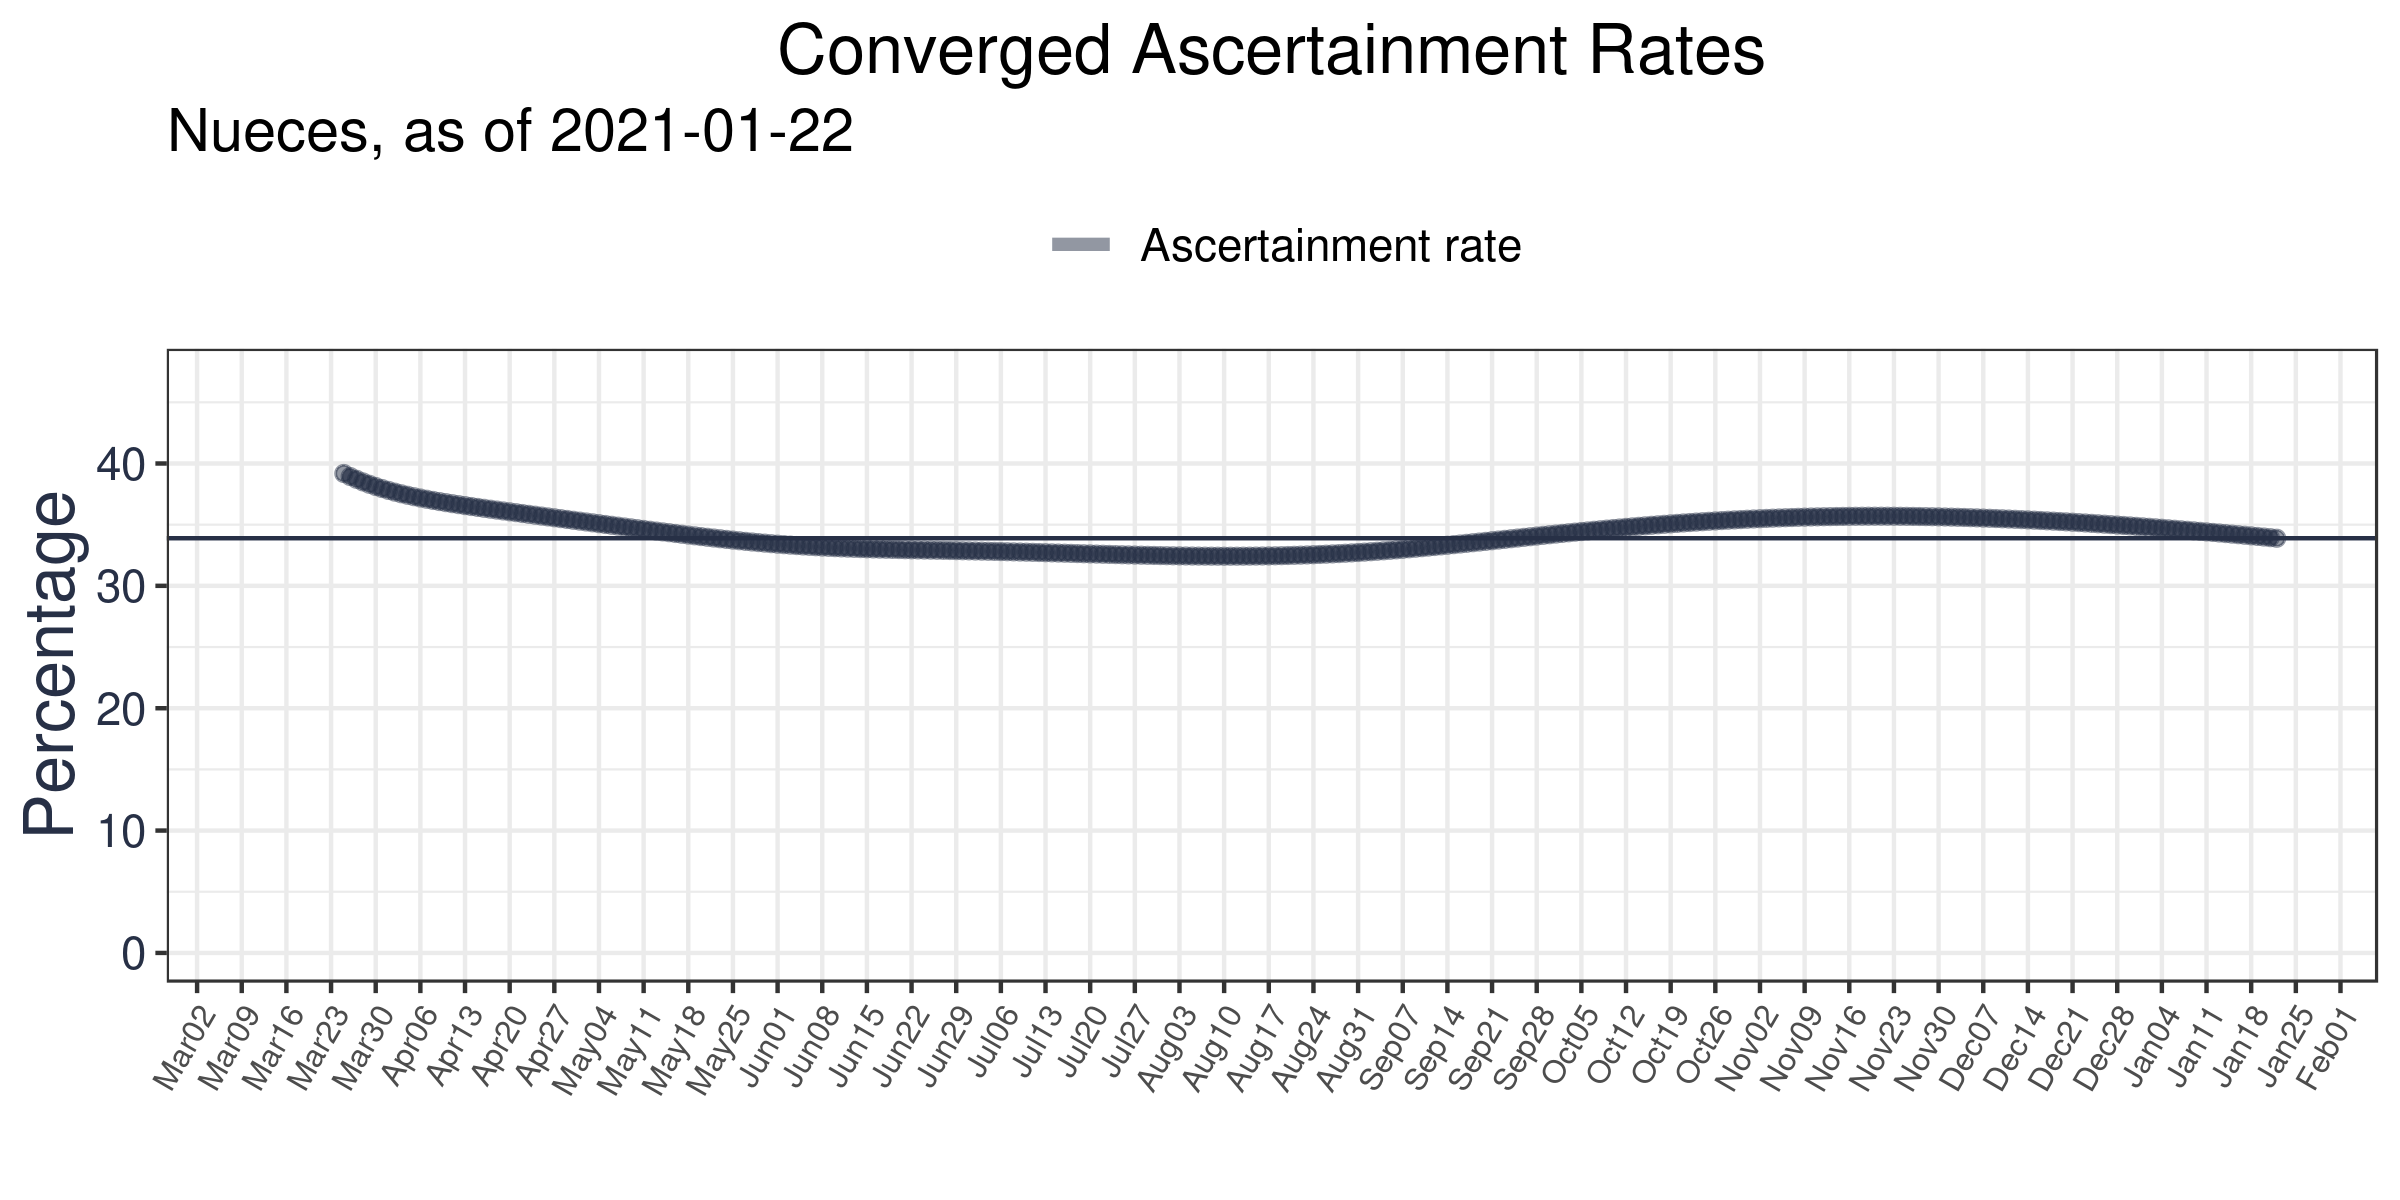 Converged Ascertainment Rates
Nueces, as of 2021-01-22
Ascertainment rate
Percentage
40
30
20
10
0
Mar02
Mar09
Mar16
Mar23
Mar30
Apr06
Apr13
Apr20
Apr27
May04
May11
May18
May25
Jun01
Jun08
Jun15
Jun22
Jun29
Jul06
Jul13
Jul20
Jul27
Aug03
Aug10
Aug17
Aug24
Aug31
Sep07
Sep14
Sep21
Sep28
Oct05
Oct12
Oct19
Oct26
Nov02
Nov09
Nov16
Nov23
Nov30
Dec07
Dec14
Dec21
Dec28
Jan04
Jan11
Jan18
Jan25
Feb01